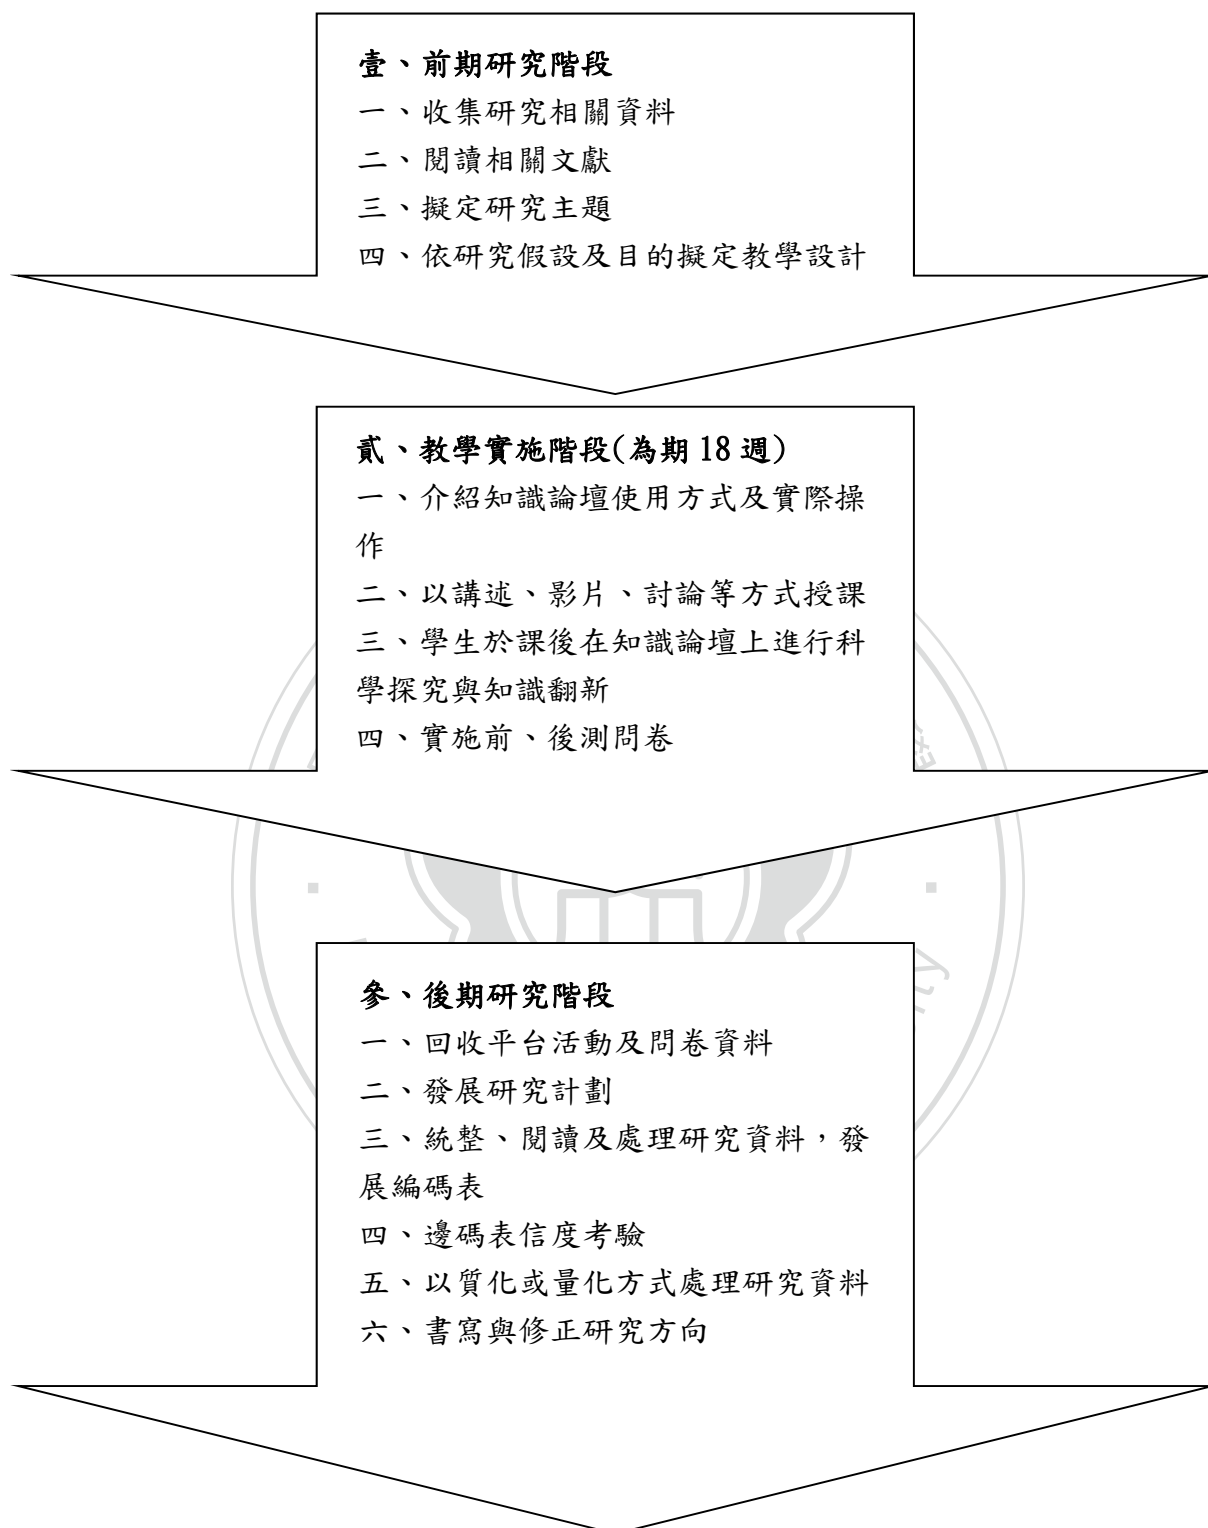 壹、前期研究階段
一、收集研究相關資料
二、閱讀相關文獻
三、擬定研究主題
四、依研究假設及目的擬定教學設計
貳、教學實施階段(為期 18 週)
一、介紹知識論壇使用方式及實際操
作
二、以講述、影片、討論等方式授課
三、學生於課後在知識論壇上進行科
學探究與知識翻新
四、實施前、後測問卷
參、後期研究階段
一、回收平台活動及問卷資料
二、發展研究計劃
三、統整、閱讀及處理研究資料，發
展編碼表
四、邊碼表信度考驗
五、以質化或量化方式處理研究資料
六、書寫與修正研究方向